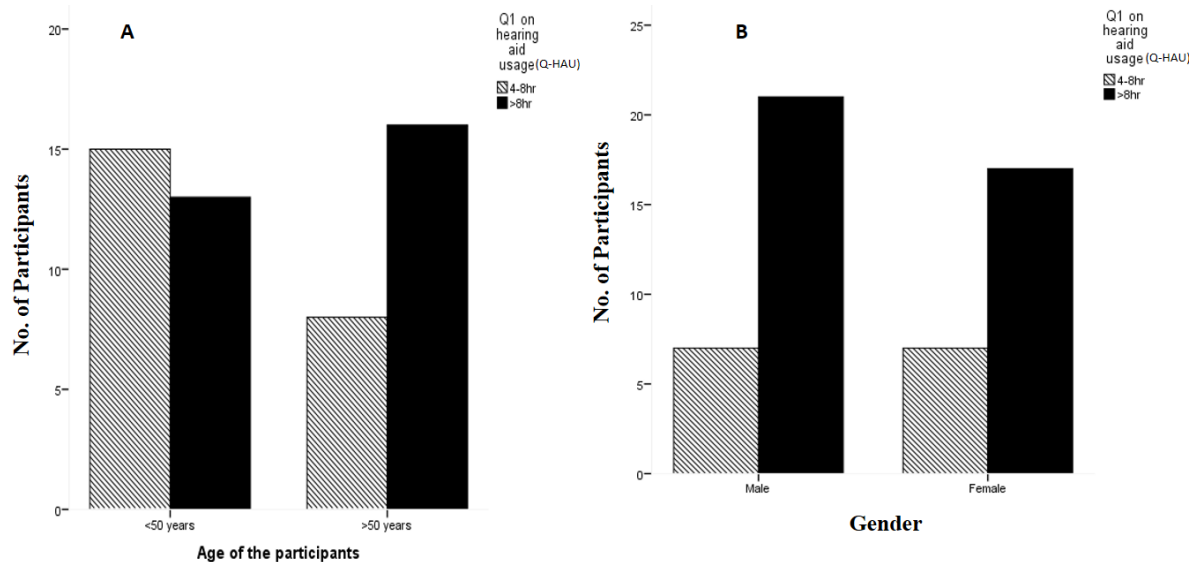 A
Q1 on
hearing
aid
usage(Q-HAU)
4-8hr
>8hr
20
15
10
5
0
No. of Participants
<50 years
>50 years
Age of the participants
B
Q1 on
hearing
aid
usage(Q-HAU)
4-8hr
>8hr
25
20
15
10
5
0
No. of Participants
Male
Female
Gender